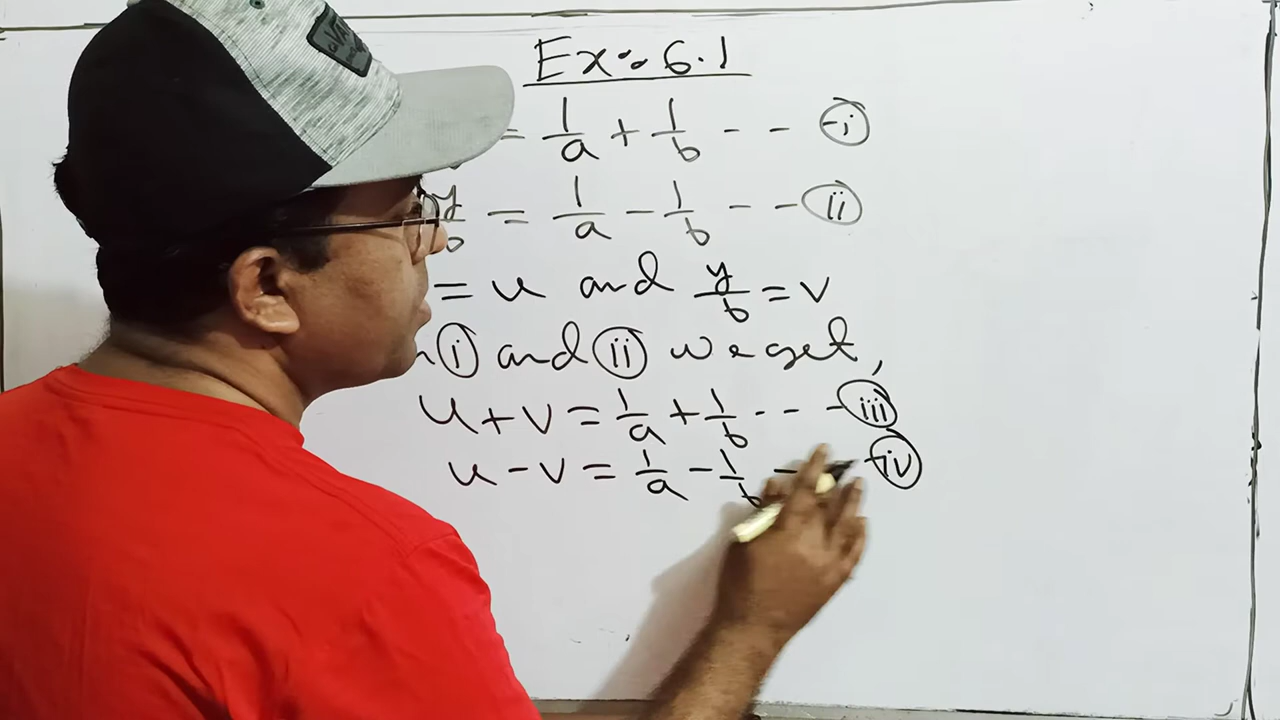 Ex: 6.1
= 1/a + 1/b - - - (i)
y/b = 1/a - 1/b - - - (ii)
= u and y/b = v
(i) and (ii) we get,
u + v = 1/a + 1/b - - - (iii)
u - v = 1/a - 1/b - - - (iv)